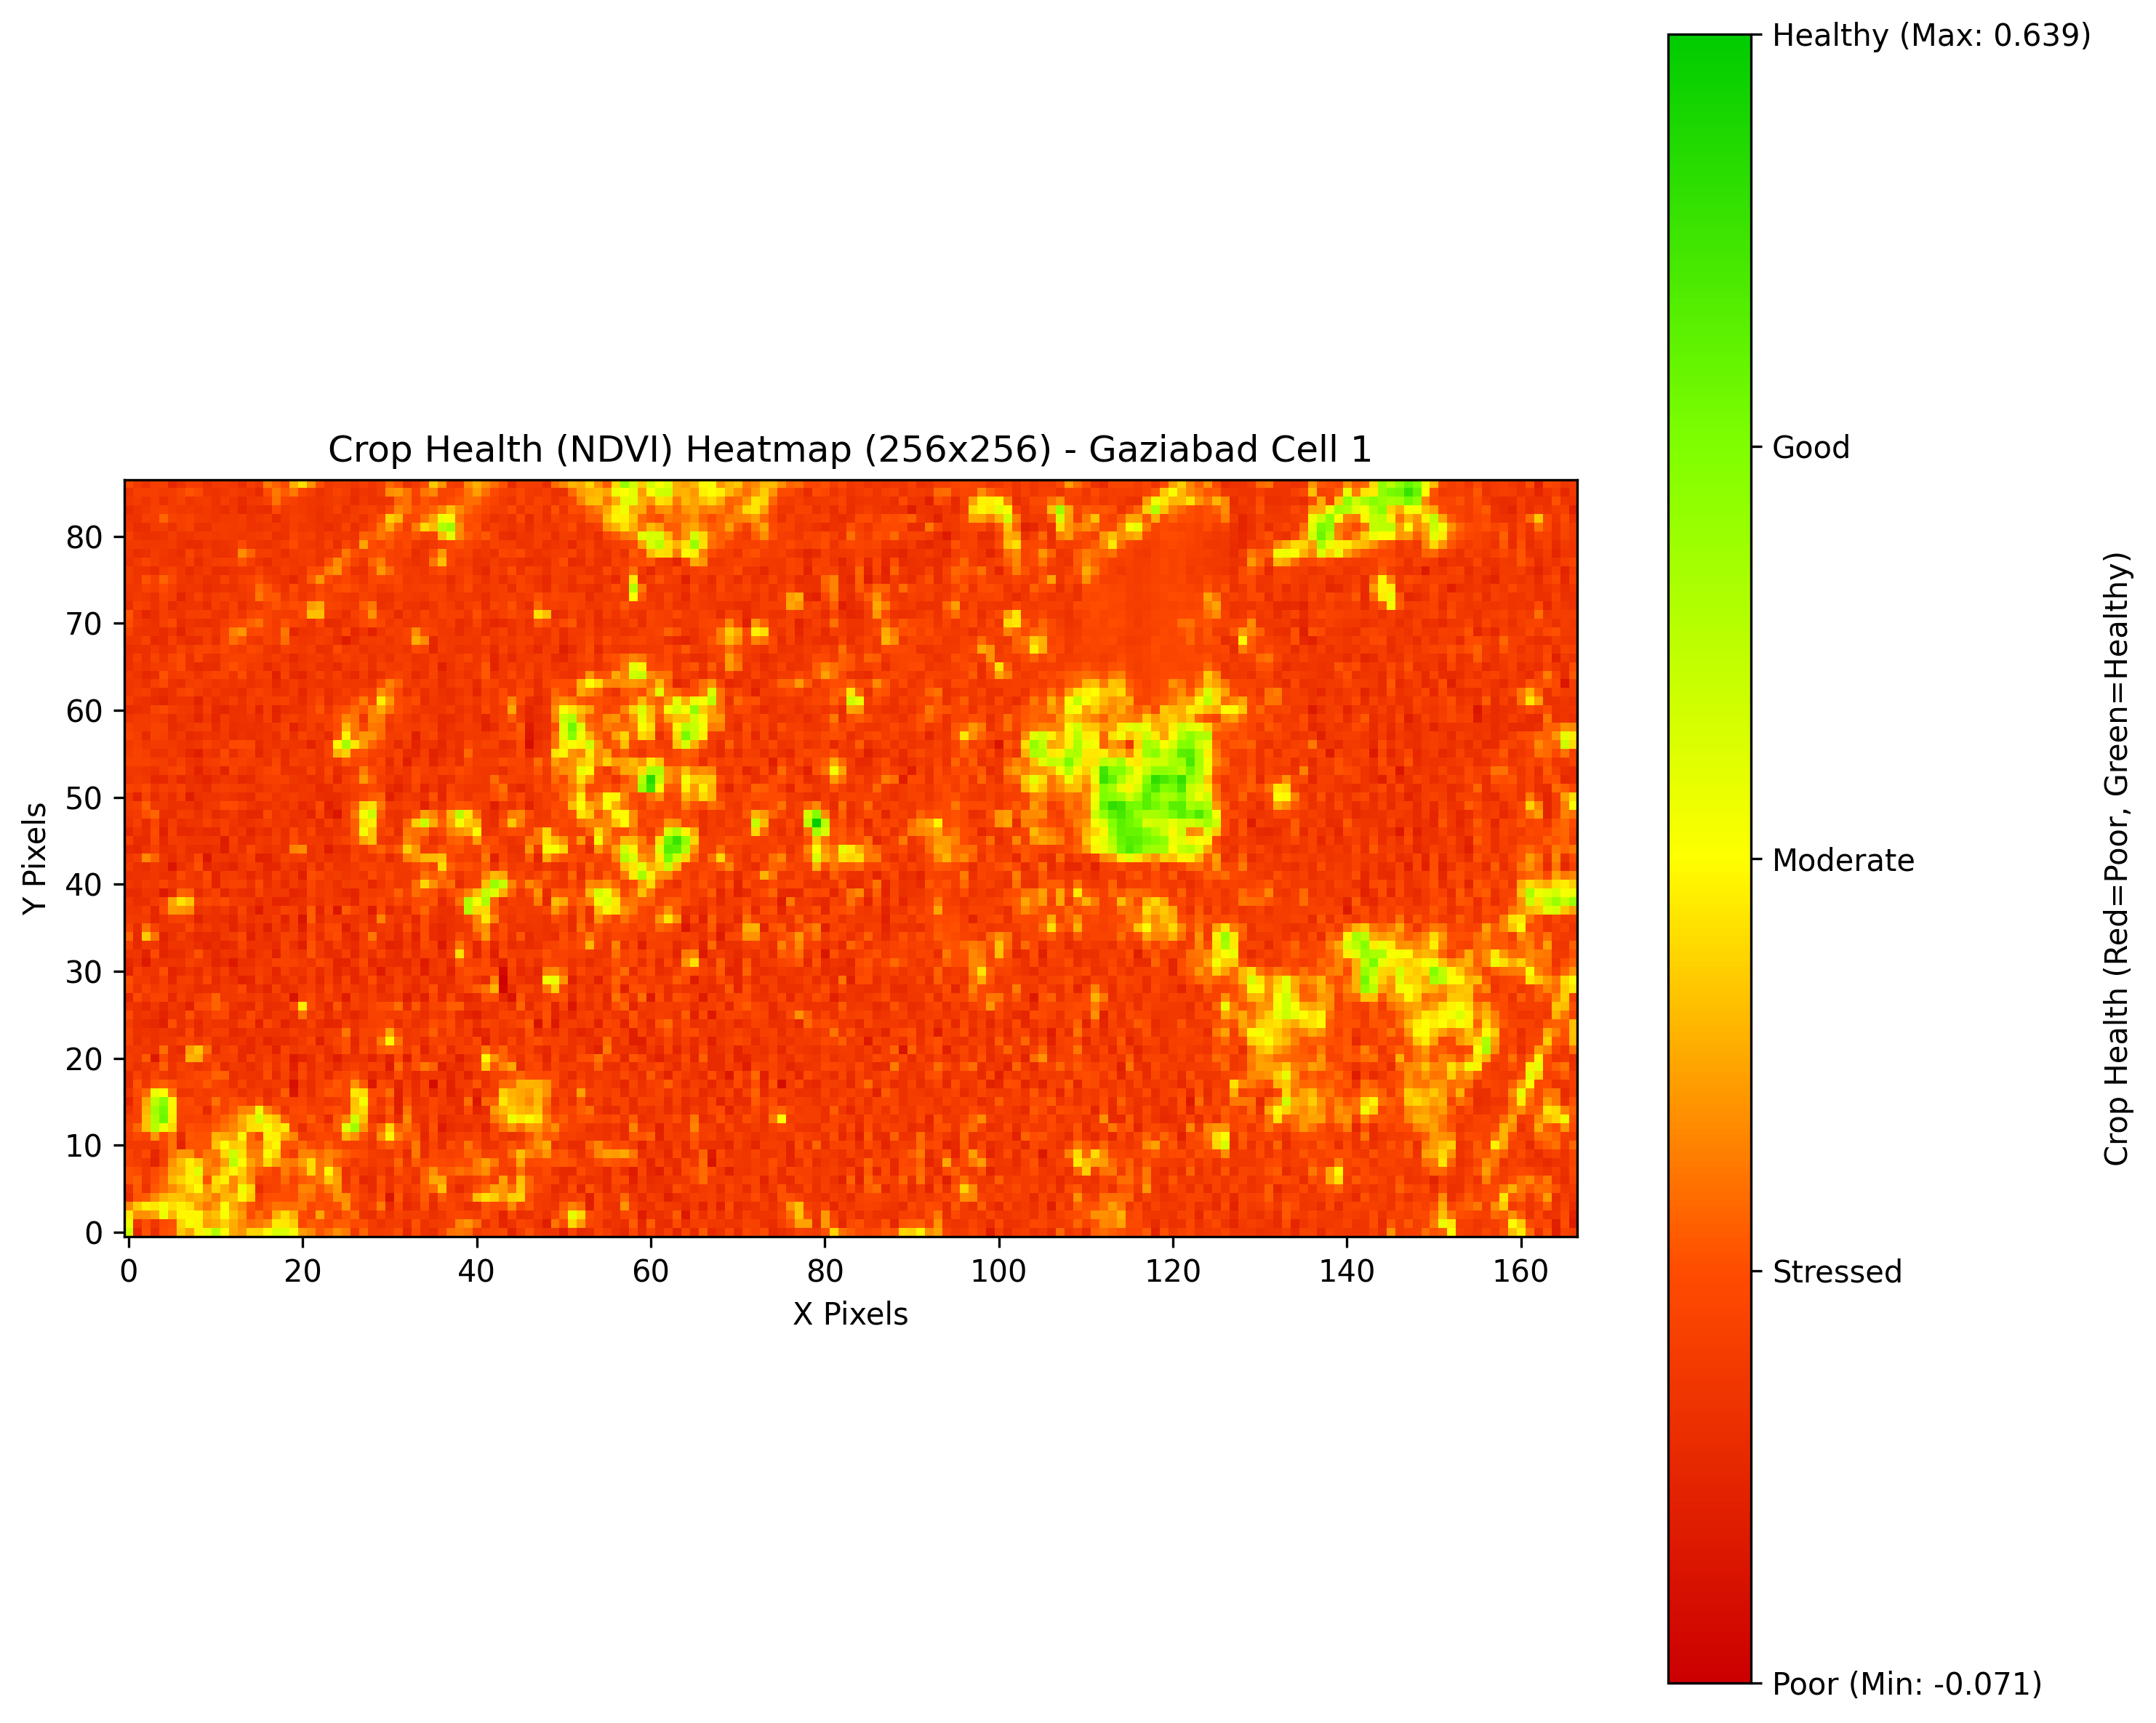 Crop Health (NDVI) Heatmap (256x256) - Gaziabad Cell 1
80
70
60
50
40
30
20
10
0
Y Pixels
0 20 40 60 80 100 120 140 160
X Pixels
Healthy (Max: 0.639)
Good
Moderate
Stressed
Poor (Min: -0.071)
Crop Health (Red=Poor, Green=Healthy)